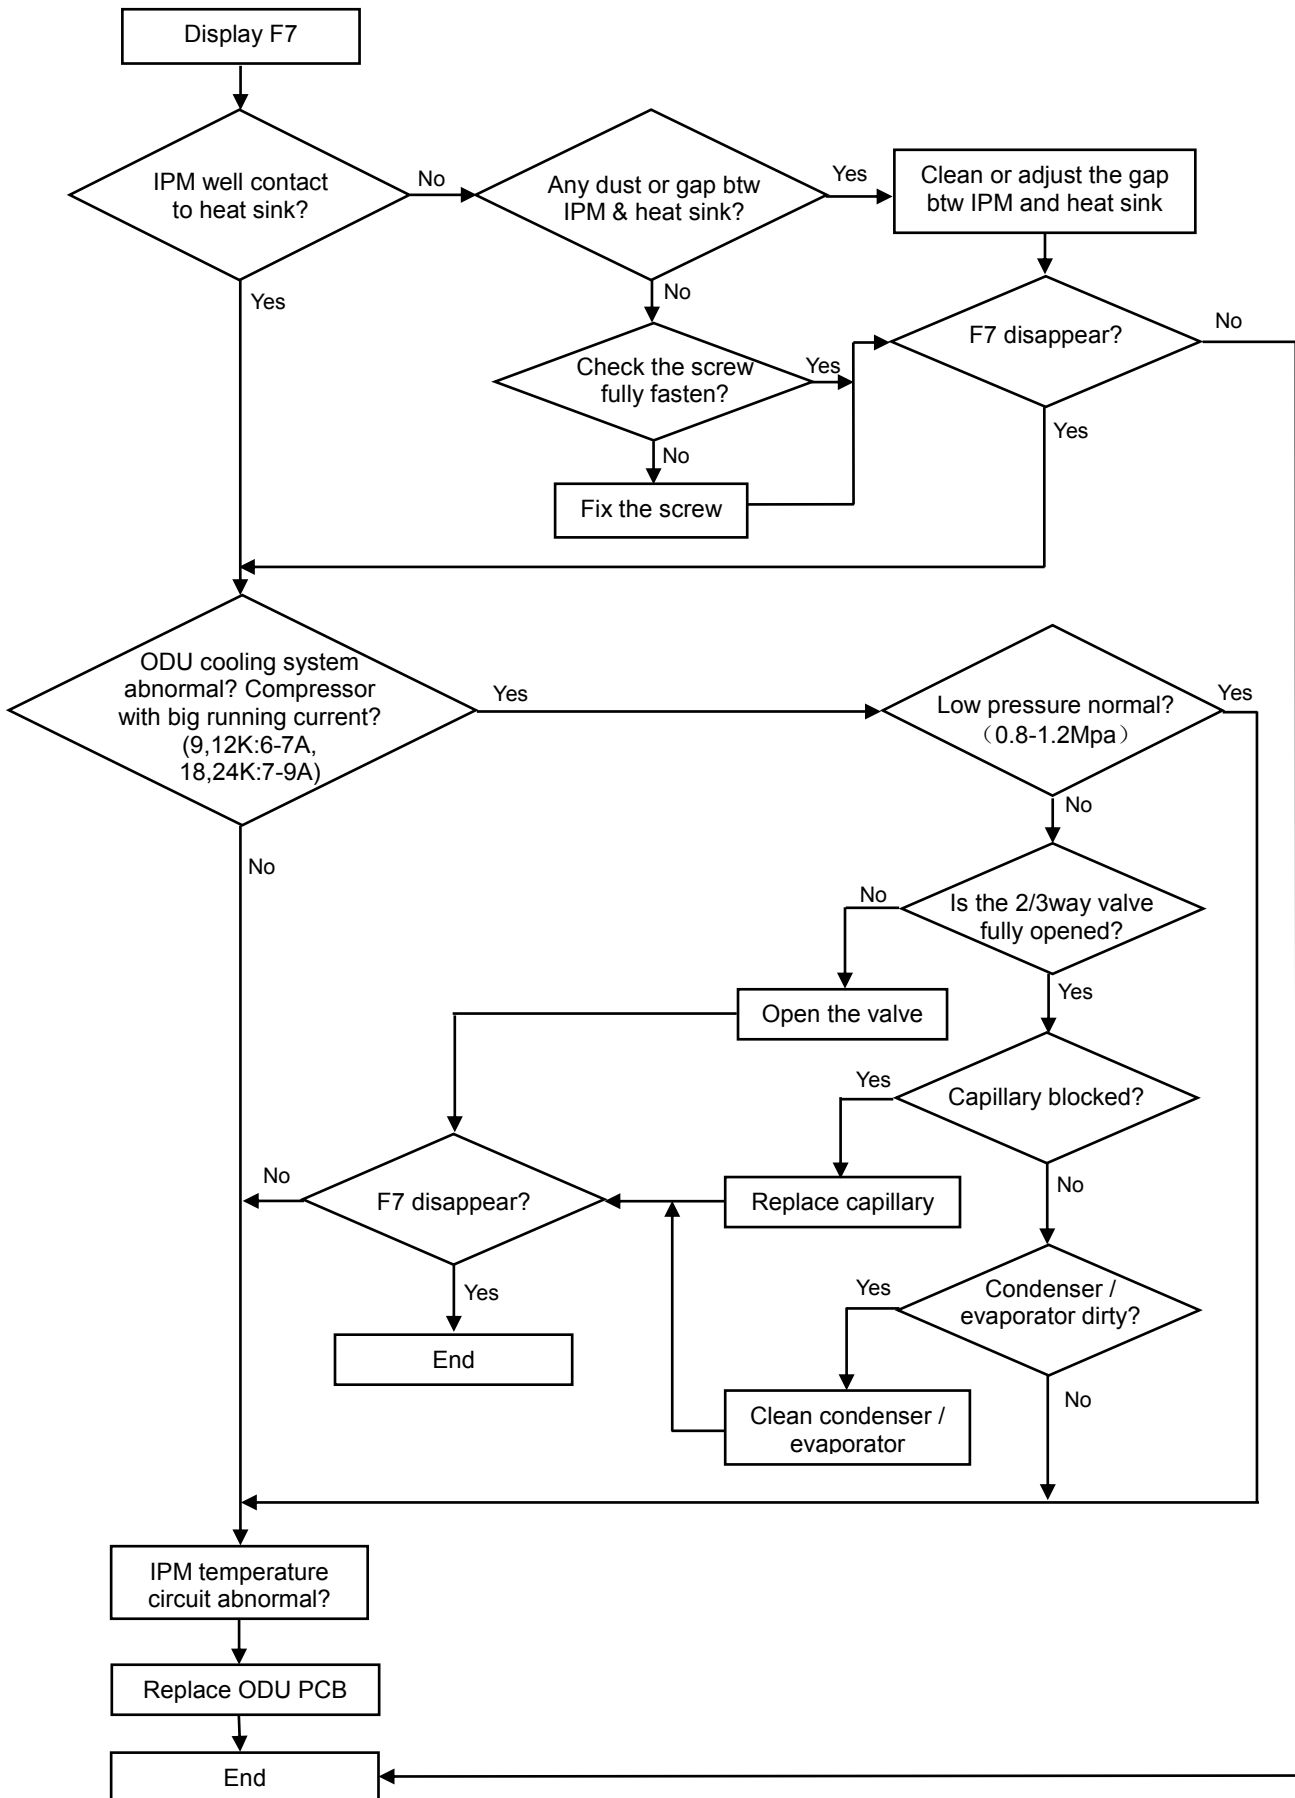 Display F7
IPM well contact
to heat sink?
No
Any dust or gap btw
IPM & heat sink?
Yes
Clean or adjust the gap
btw IPM and heat sink
Yes
No
F7 disappear?
No
Check the screw
fully fasten?
Yes
Yes
No
Fix the screw
ODU cooling system
abnormal? Compressor
with big running current?
(9,12K:6-7A,
18,24K:7-9A)
Yes
Low pressure normal?
（0.8-1.2Mpa）
Yes
No
No
Is the 2/3way valve
fully opened?
No
Yes
Open the valve
Capillary blocked?
Yes
No
Replace capillary
F7 disappear?
No
Yes
End
Condenser /
evaporator dirty?
Yes
No
Clean condenser /
evaporator
IPM temperature
circuit abnormal?
Replace ODU PCB
End